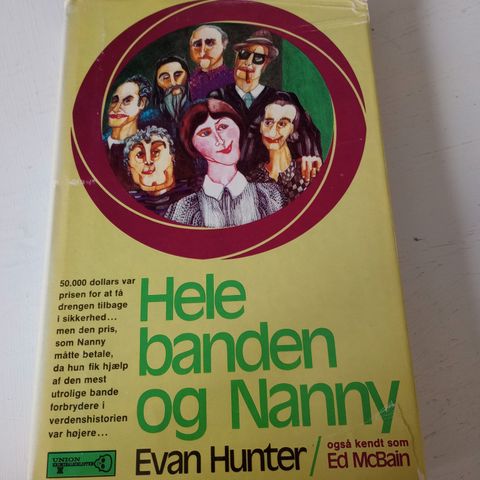 50.000 dollars var
prisen for at få
drengen tilbage
i sikkerhed...
men den pris,
som Nanny
måtte betale,
da hun fik hjælp
af den mest
utrolige bande
forbrydere i
verdenshistorien
var højere...
Hele
banden
og Nanny
UNION
Evan Hunter/
også kendt som
Ed McBain